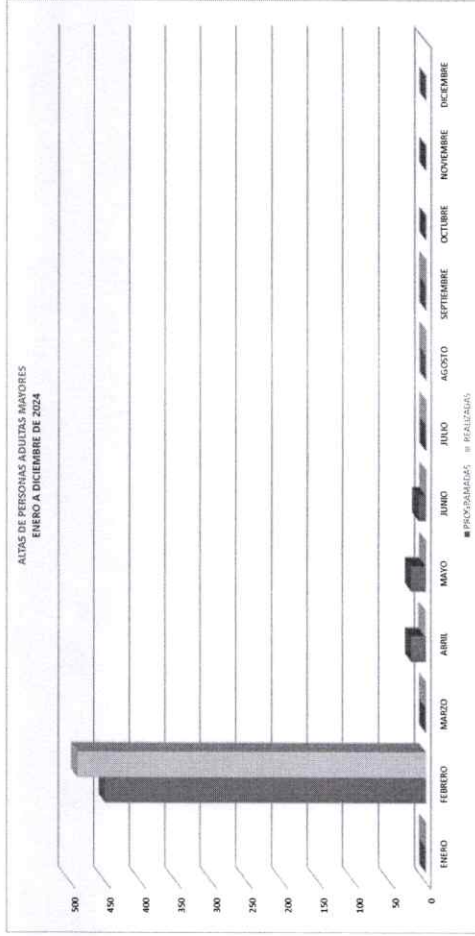 ALTAS DE PERSONAS ADULTAS MAYORES
ENERO A DICIEMBRE DE 2024
500
450
400
350
300
250
200
150
100
50
0
ENERO
FEBRERO
MARZO
ABRIL
MAYO
JUNIO
JULIO
AGOSTO
SEPTIEMBRE
OCTUBRE
NOVIEMBRE
DICIEMBRE
PROGRAMADAS REALIZADAS